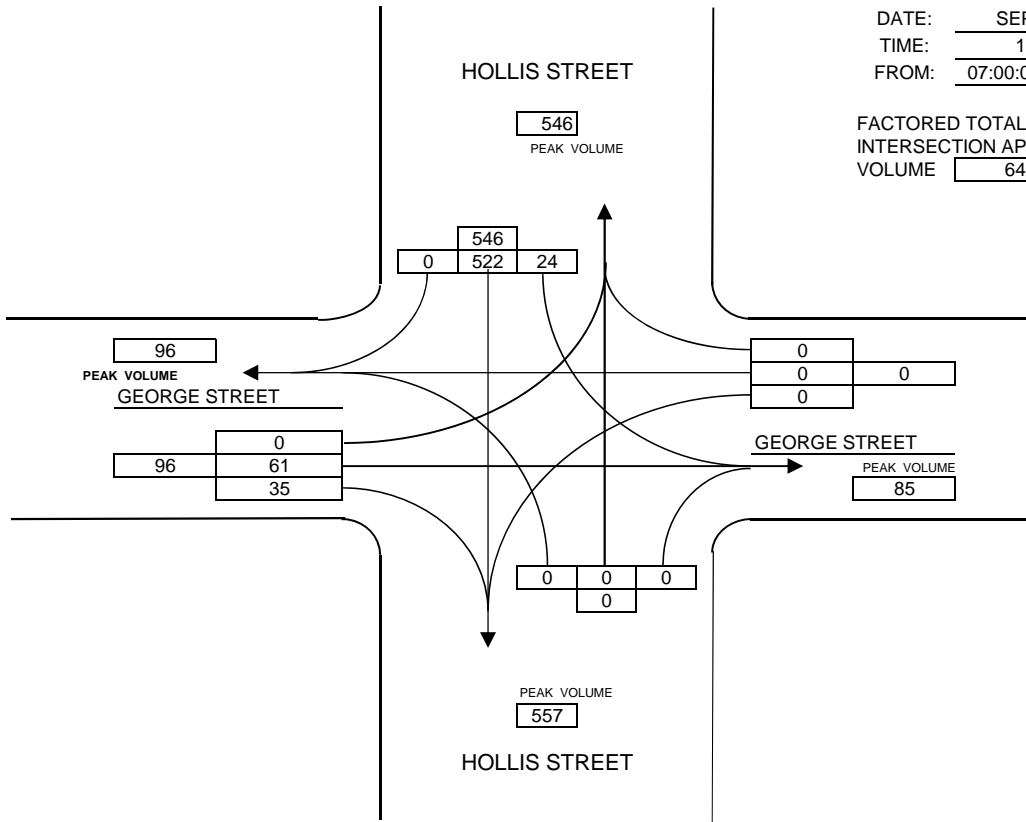 DATE:
TIME:
HOLLIS STREET
FROM:
546
PEAK VOLUME
FACTORED TOTAL
INTERSECTION
VOLUME
546
0 522 24
96
PEAK VOLUME
GEORGE STREET
0
0 0
0
0
96 61
35
GEORGE STREET
PEAK VOLUME
85
0 0 0
0
PEAK VOLUME
557
HOLLIS STREET